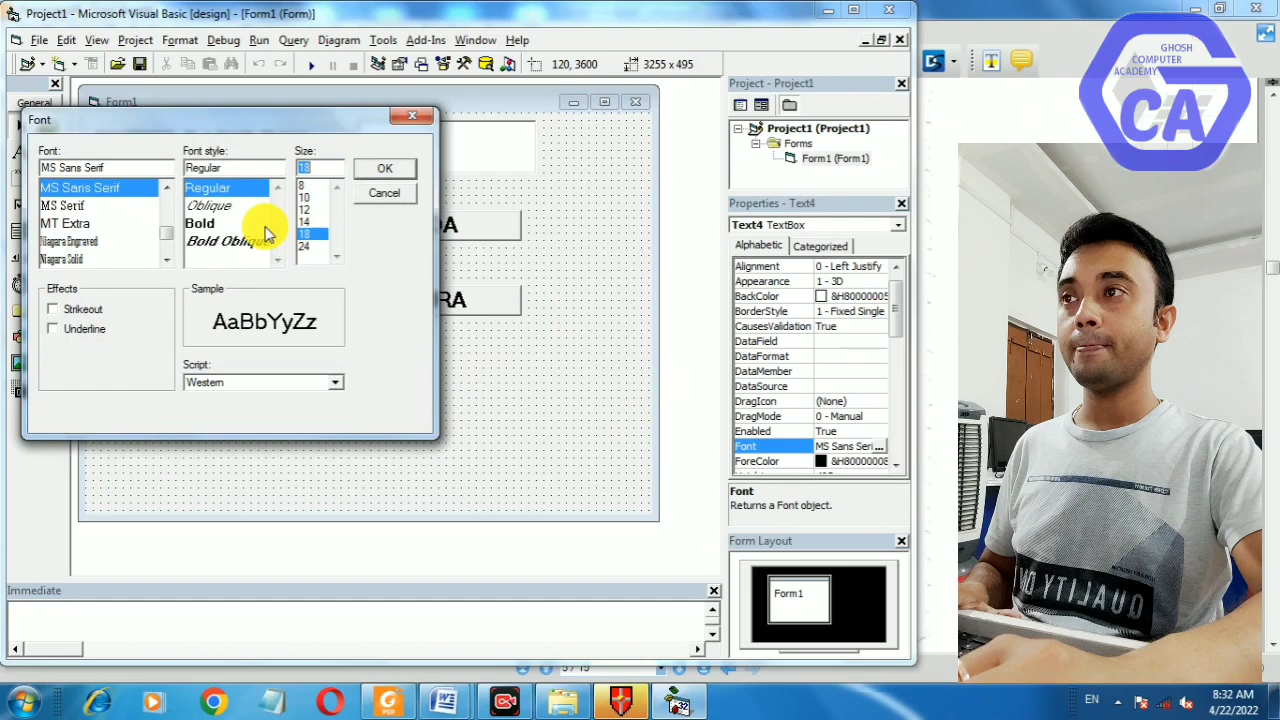 Project1 - Microsoft Visual Basic [design] - [Form1 (Form)]
File Edit View Project Format Debug Run Query Diagram Tools Add-Ins Window Help
120, 3600
3255 x 495
General
Form1
Font
Font:
MS Sans Serif
MS Sans Serif
MS Serif
MT Extra
Niagara Engraved
Niagara Solid
Font style:
Regular
Regular
Oblique
Bold
Bold Oblique
Size:
18
8
10
12
14
18
24
OK
Cancel
Effects
Strikeout
Underline
Sample
AaBbYyZz
Script:
Western
RA
Project - Project1
Project1 (Project1)
Forms
Form1 (Form1)
Properties - Text4
Text4 TextBox
Alphabetic Categorized
Alignment 0 - Left Justify
Appearance 1 - 3D
BackColor &H80000005
BorderStyle 1 - Fixed Single
CausesValidation True
DataField
DataFormat
DataMember
DataSource
DragIcon (None)
DragMode 0 - Manual
Enabled True
Font MS Sans Seri ...
ForeColor &H80000008
Font
Returns a Font object.
Form Layout
Form1
Immediate
5 / 15
GHOSH
COMPUTER
ACADEMY
CA
QUALITY
EN
8:32 AM
4/22/2022